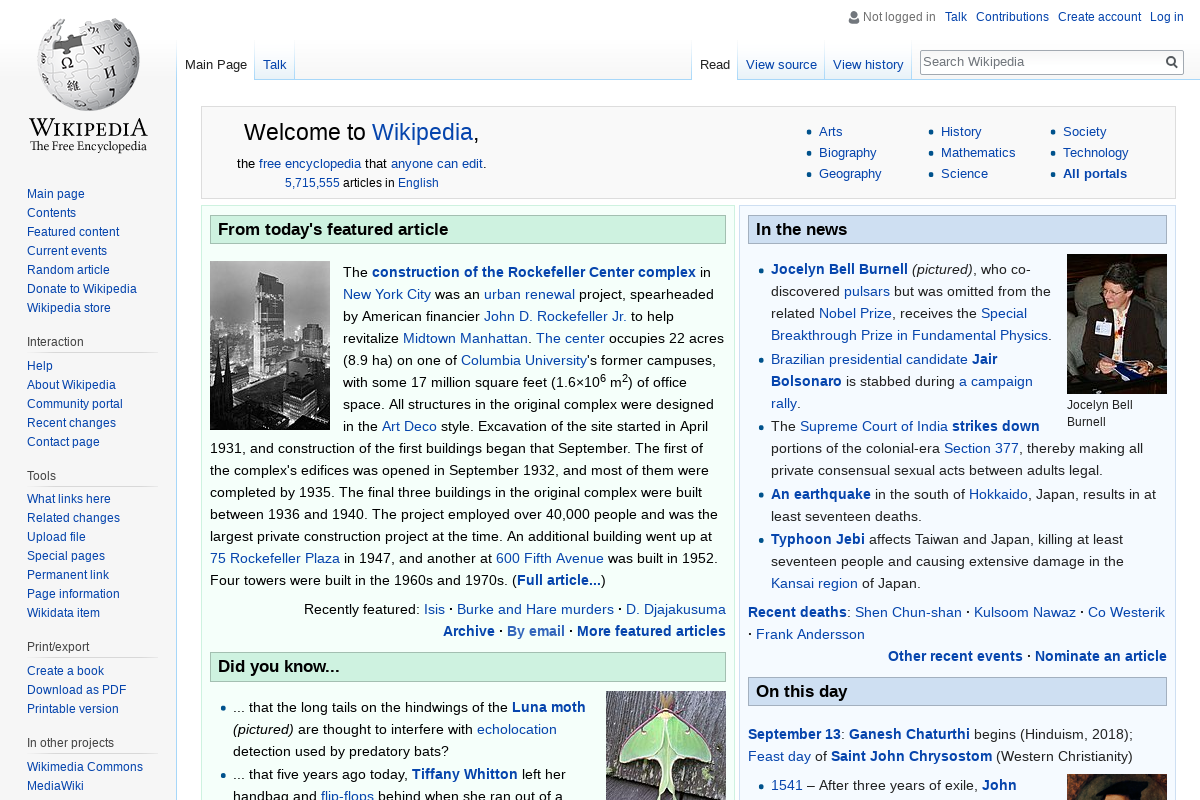 Not logged in Talk Contributions Create account Log in
Main Page Talk Read View source View history Search Wikipedia
WIKIPEDIA
The Free Encyclopedia
Main page
Contents
Featured content
Current events
Random article
Donate to Wikipedia
Wikipedia store
Interaction
Help
About Wikipedia
Community portal
Recent changes
Contact page
Tools
What links here
Related changes
Upload file
Special pages
Permanent link
Page information
Wikidata item
Print/export
Create a book
Download as PDF
Printable version
In other projects
Wikimedia Commons
MediaWiki
Welcome to Wikipedia,
the free encyclopedia that anyone can edit.
5,715,555 articles in English
Arts
Biography
Geography
History
Mathematics
Science
Society
Technology
All portals
From today's featured article
The construction of the Rockefeller Center complex in
New York City was an urban renewal project, spearheaded
by American financier John D. Rockefeller Jr. to help
revitalize Midtown Manhattan. The center occupies 22 acres
(8.9 ha) on one of Columbia University's former campuses,
with some 17 million square feet (1.6×10⁶ m²) of office
space. All structures in the original complex were designed
in the Art Deco style. Excavation of the site started in April
1931, and construction of the first buildings began that September. The first of
the complex's edifices was opened in September 1932, and most of them were
completed by 1935. The final three buildings in the original complex were built
between 1936 and 1940. The project employed over 40,000 people and was the
largest private construction project at the time. An additional building went up at
75 Rockefeller Plaza in 1947, and another at 600 Fifth Avenue was built in 1952.
Four towers were built in the 1960s and 1970s. (Full article...)
Recently featured: Isis · Burke and Hare murders · D. Djajakusuma
Archive · By email · More featured articles
Did you know...
... that the long tails on the hindwings of the Luna moth
(pictured) are thought to interfere with echolocation
detection used by predatory bats?
... that five years ago today, Tiffany Whitton left her
handbag and flip-flops behind when she ran out of a
In the news
Jocelyn Bell Burnell (pictured), who co-
discovered pulsars but was omitted from the
related Nobel Prize, receives the Special
Breakthrough Prize in Fundamental Physics.
Brazilian presidential candidate Jair
Bolsonaro is stabbed during a campaign
rally.
Jocelyn Bell
Burnell
The Supreme Court of India strikes down
portions of the colonial-era Section 377, thereby making all
private consensual sexual acts between adults legal.
An earthquake in the south of Hokkaido, Japan, results in at
least seventeen deaths.
Typhoon Jebi affects Taiwan and Japan, killing at least
seventeen people and causing extensive damage in the
Kansai region of Japan.
Recent deaths: Shen Chun-shan · Kulsoom Nawaz · Co Westerik
· Frank Andersson
Other recent events · Nominate an article
On this day
September 13: Ganesh Chaturthi begins (Hinduism, 2018);
Feast day of Saint John Chrysostom (Western Christianity)
1541 – After three years of exile, John